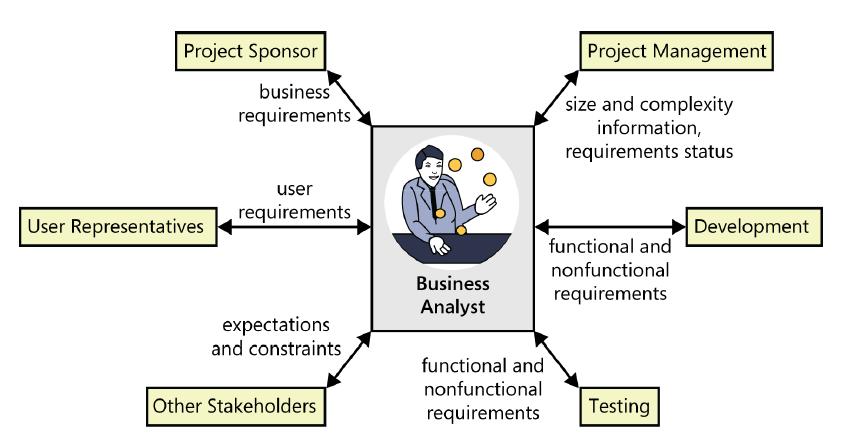 Project Sponsor
Project Management
business
requirements
size and complexity
information,
requirements status
User Representatives
user
requirements
Development
functional and
nonfunctional
requirements
Business
Analyst
expectations
and constraints
functional and
nonfunctional
requirements
Other Stakeholders
Testing